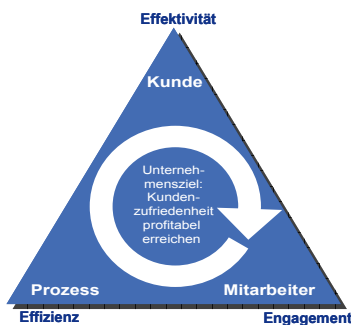 Effektivität
Kunde
Unterneh-
mensziel:
Kunden-
zufriedenheit
profitabel
erreichen
Prozess
Mitarbeiter
Effizienz
Engagement